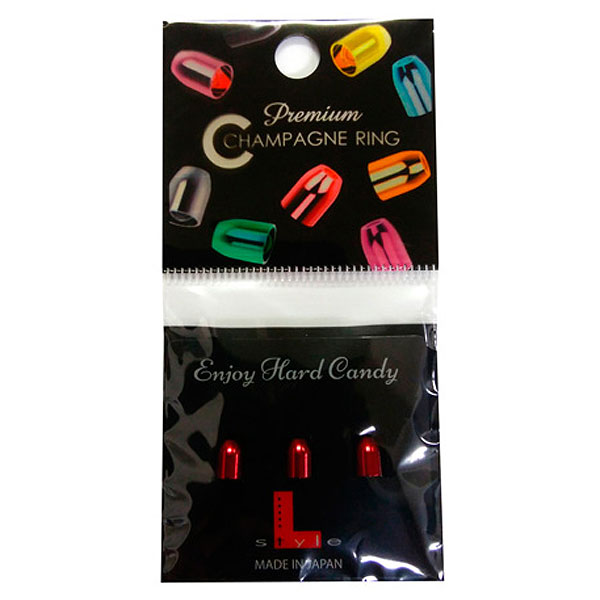 Premium
CHAMPAGNE RING
Enjoy Hard Candy
L
style
MADE IN JAPAN